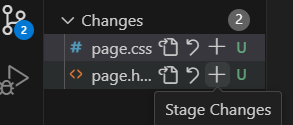 Changes 2
2
# page.css U
<> page.h... U
Stage Changes